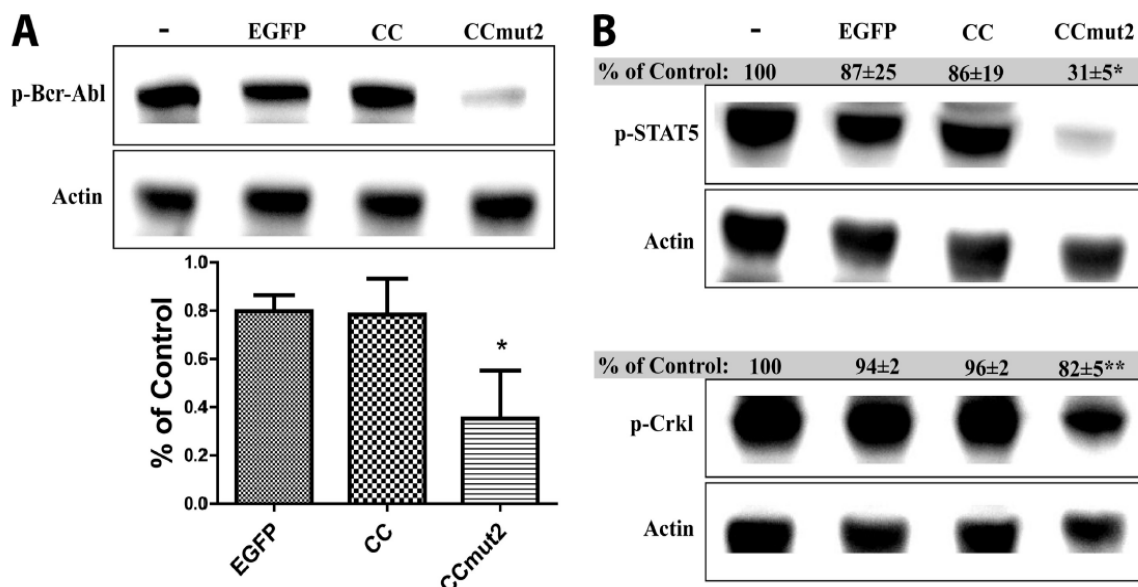 A
- EGFP CC CCmut2
p-Bcr-Abl
Actin
1.0
0.8
0.6
0.4
0.2
0.0
% of Control
*
EGFP
CC
CCmut2
B
- EGFP CC CCmut2
% of Control: 100 87±25 86±19 31±5*
p-STAT5
Actin
% of Control: 100 94±2 96±2 82±5**
p-Crkl
Actin